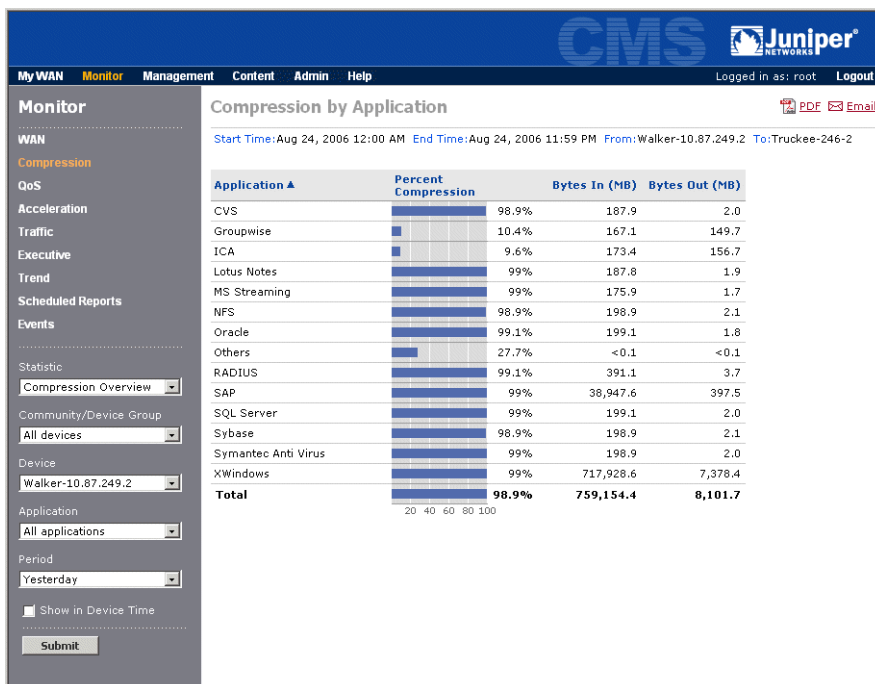 CMS
Juniper®
NETWORKS
My WAN Monitor Management Content Admin Help Logged in as: root Logout
Monitor
WAN
Compression
QoS
Acceleration
Traffic
Executive
Trend
Scheduled Reports
Events
Statistic
Compression Overview
Community/Device Group
All devices
Device
Walker-10.87.249.2
Application
All applications
Period
Yesterday
Show in Device Time
Submit
Compression by Application PDF Email
Start Time:Aug 24, 2006 12:00 AM End Time:Aug 24, 2006 11:59 PM From:Walker-10.87.249.2 To:Truckee-246-2
Application Percent Compression Bytes In (MB) Bytes Out (MB)
CVS 98.9% 187.9 2.0
Groupwise 10.4% 167.1 149.7
ICA 9.6% 173.4 156.7
Lotus Notes 99% 187.8 1.9
MS Streaming 99% 175.9 1.7
NFS 98.9% 198.9 2.1
Oracle 99.1% 199.1 1.8
Others 27.7% <0.1 <0.1
RADIUS 99.1% 391.1 3.7
SAP 99% 38,947.6 397.5
SQL Server 99% 199.1 2.0
Sybase 98.9% 198.9 2.1
Symantec Anti Virus 99% 198.9 2.0
XWindows 99% 717,928.6 7,378.4
Total 98.9% 759,154.4 8,101.7
20 40 60 80 100